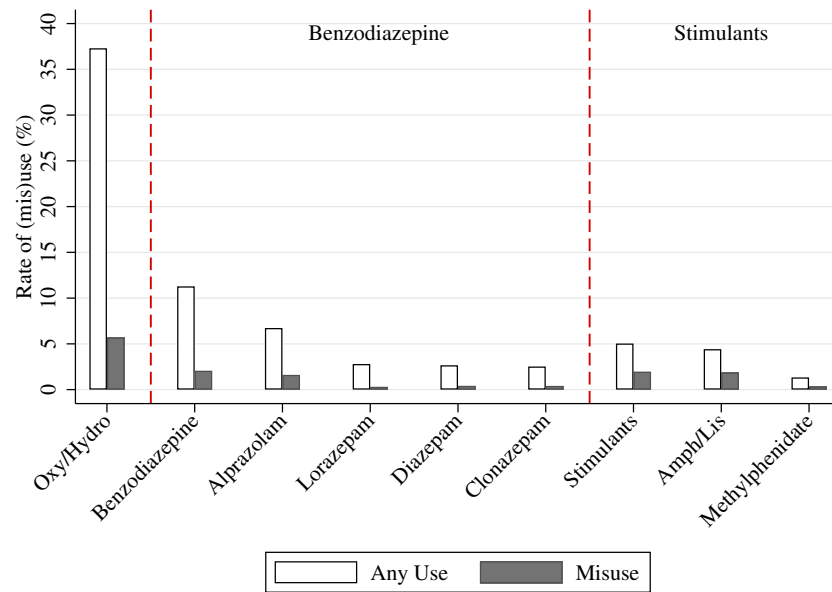 Benzodiazepine
Stimulants
Rate of (mis)use (%)
40
35
30
25
20
15
10
5
0
Oxy/Hydro
Benzodiazepine
Alprazolam
Lorazepam
Diazepam
Clonazepam
Stimulants
Amph/Lis
Methylphenidate
Any Use
Misuse